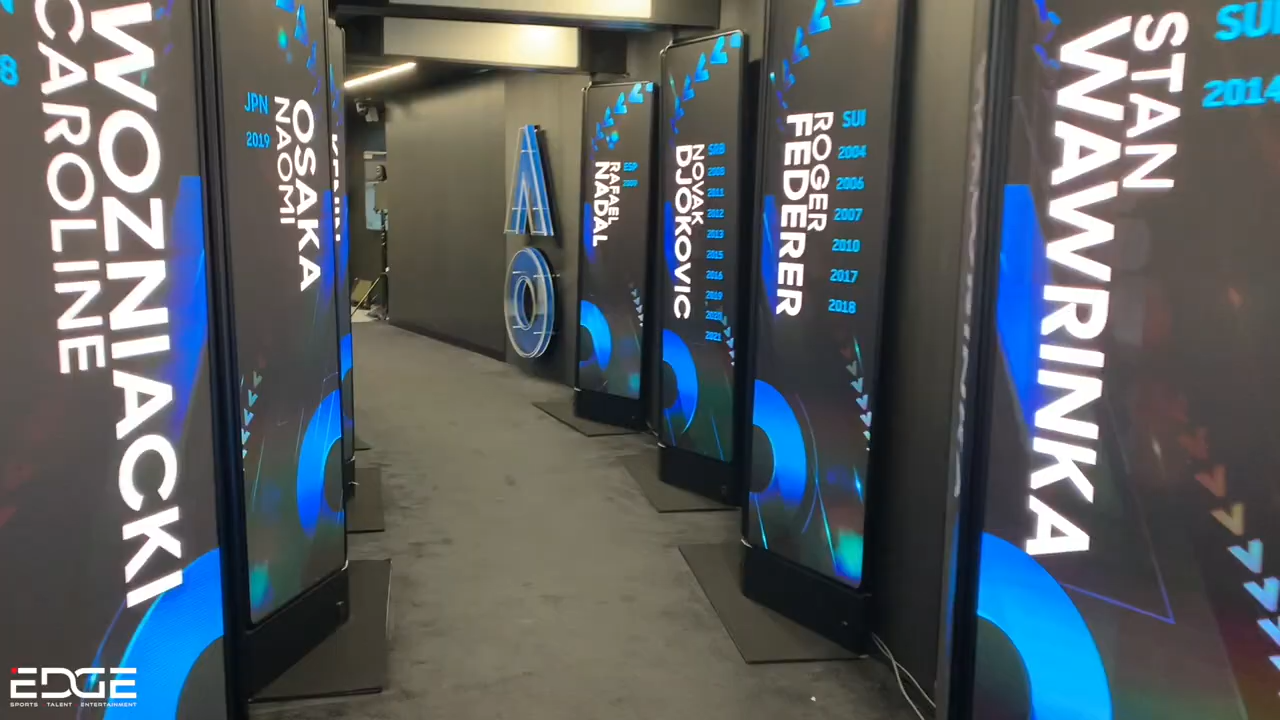 8
WOZNIACKI
CAROLINE
JPN
2019
OSAKA
NAOMI
AO
ESP
2009
RAFAEL
NADAL
SRB
2008
2011
2012
2013
2015
2016
2019
2020
2021
NOVAK
DJOKOVIC
SUI
2004
2006
2007
2010
2017
2018
ROGER
FEDERER
SUI
2014
STAN
WAWRINKA
EDGE
SPORTS TALENT ENTERTAINMENT